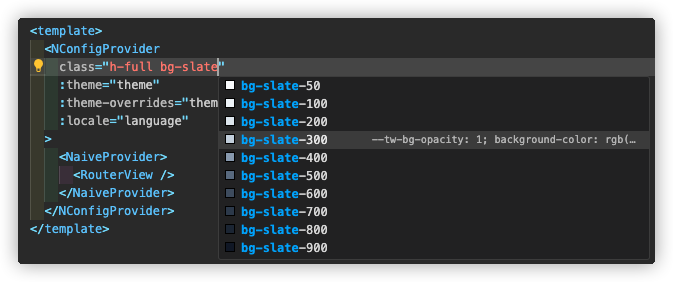 <template>
<NConfigProvider
class="h-full bg-slate"
:theme="theme"
:theme-overrides="them
:locale="language"
>
<NaiveProvider>
<RouterView />
</NaiveProvider>
</NConfigProvider>
</template>
bg-slate-50
bg-slate-100
bg-slate-200
bg-slate-300 --tw-bg-opacity: 1; background-color: rgb(…
bg-slate-400
bg-slate-500
bg-slate-600
bg-slate-700
bg-slate-800
bg-slate-900